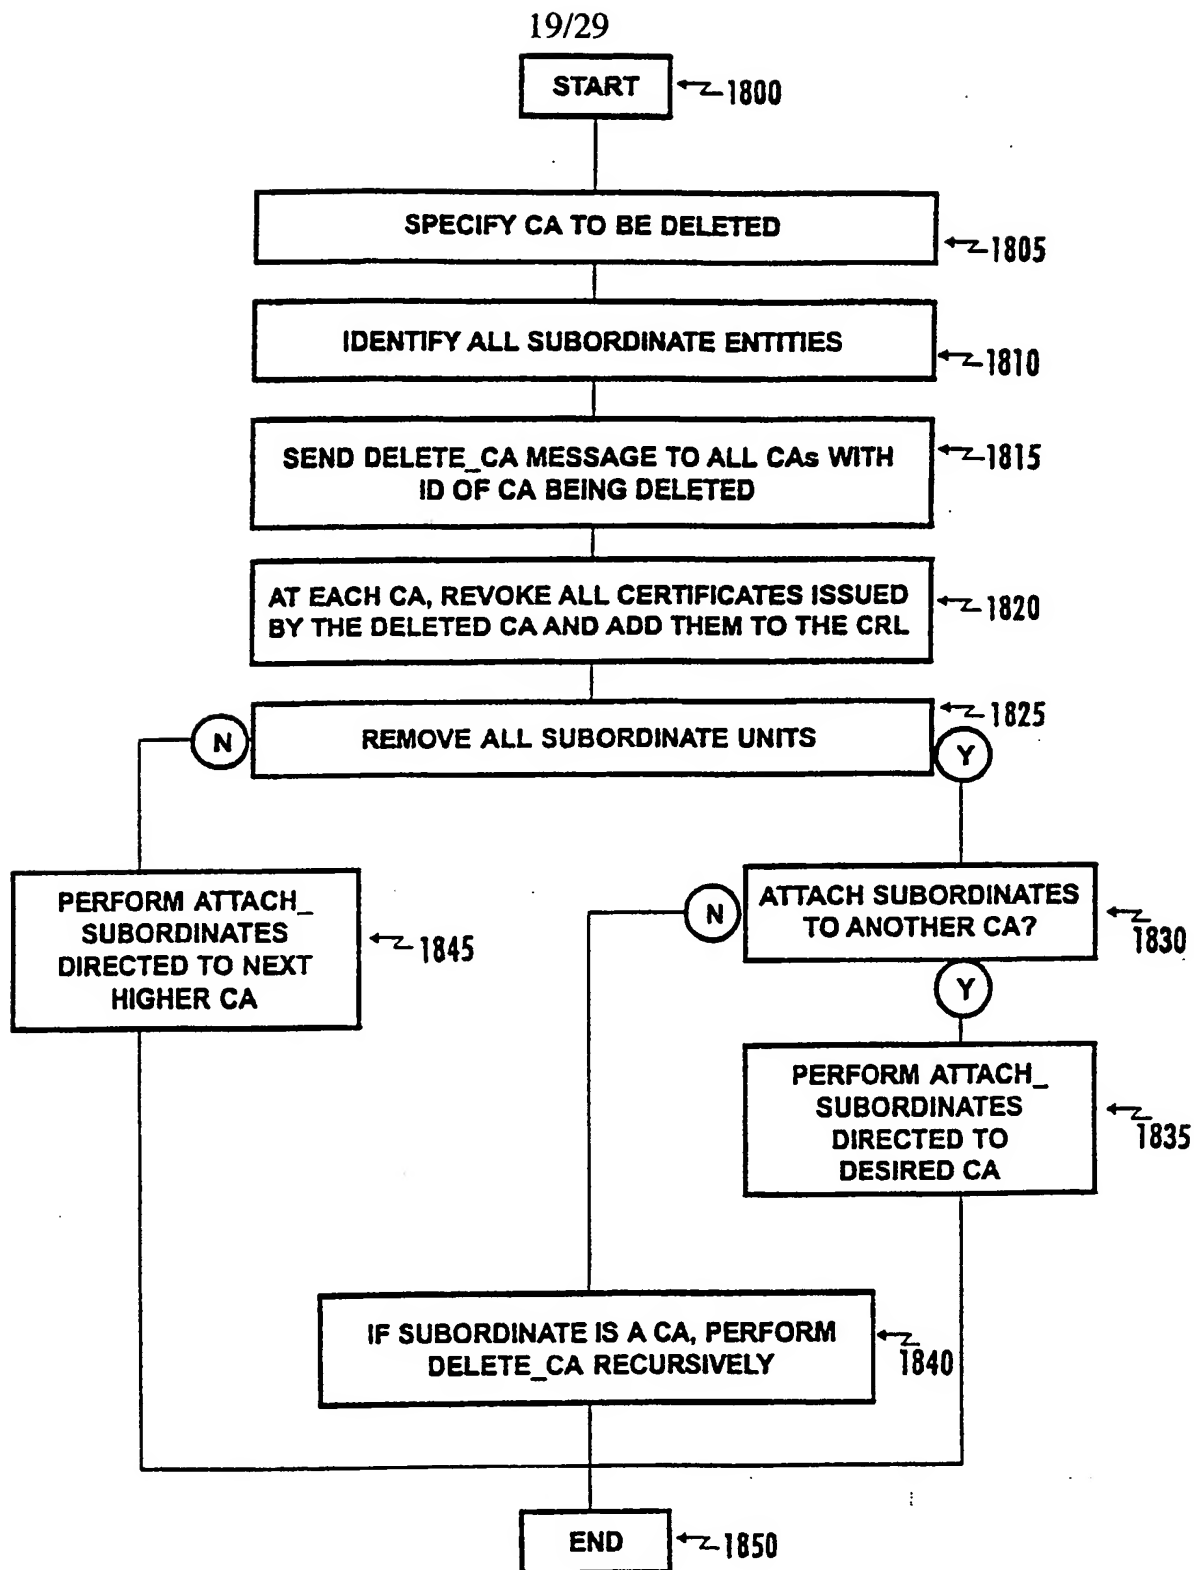 19/29
START
1800
SPECIFY CA TO BE DELETED
1805
IDENTIFY ALL SUBORDINATE ENTITIES
1810
SEND DELETE_CA MESSAGE TO ALL CAs WITH
ID OF CA BEING DELETED
1815
AT EACH CA, REVOKE ALL CERTIFICATES ISSUED
BY THE DELETED CA AND ADD THEM TO THE CRL
1820
REMOVE ALL SUBORDINATE UNITS
1825
N
Y
PERFORM ATTACH_
SUBORDINATES
DIRECTED TO NEXT
HIGHER CA
1845
N
ATTACH SUBORDINATES
TO ANOTHER CA?
1830
Y
PERFORM ATTACH_
SUBORDINATES
DIRECTED TO
DESIRED CA
1835
IF SUBORDINATE IS A CA, PERFORM
DELETE_CA RECURSIVELY
1840
END
1850